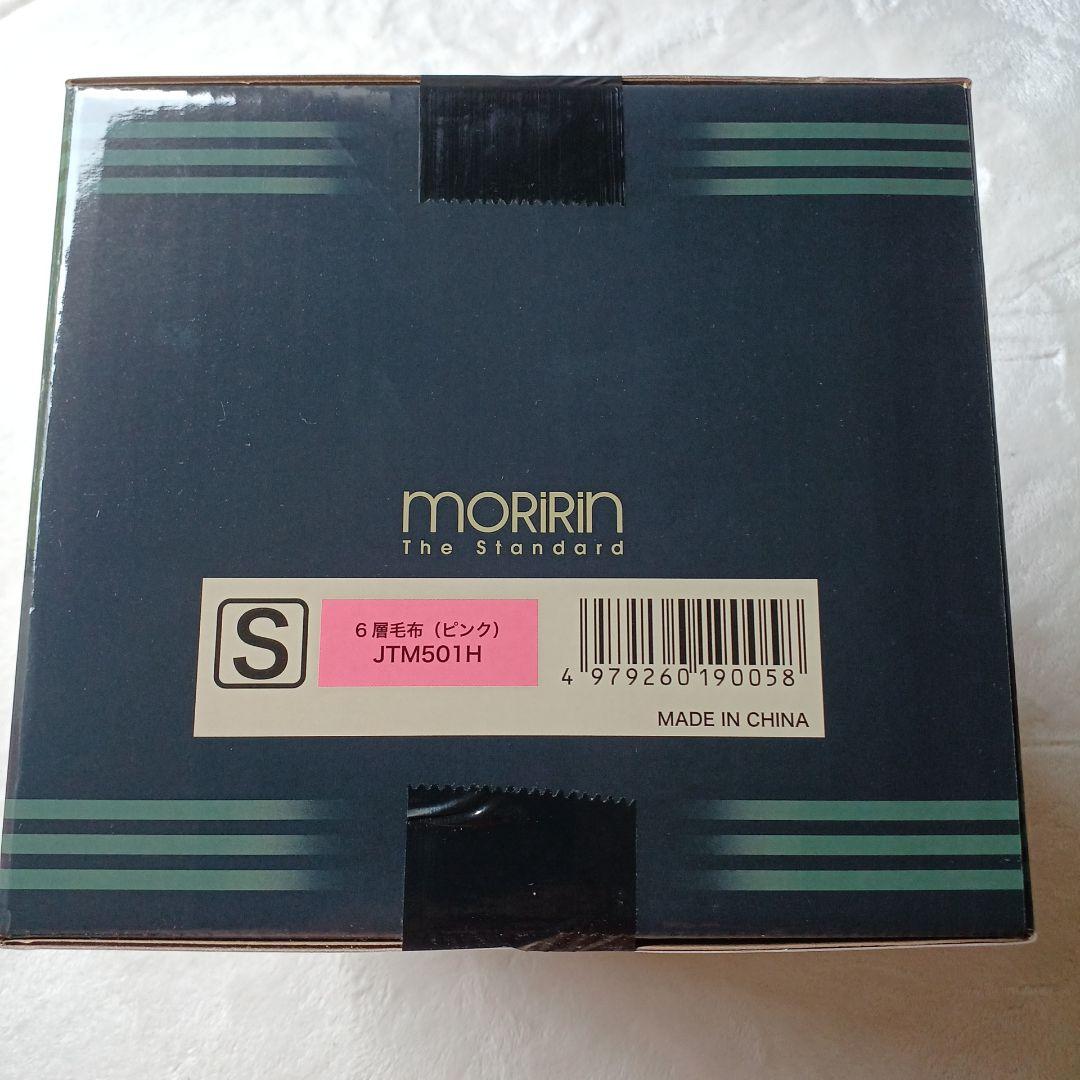 MORiRiN
The Standard
S
6層毛布（ピンク）
JTM501H
4 979260 190058
MADE IN CHINA